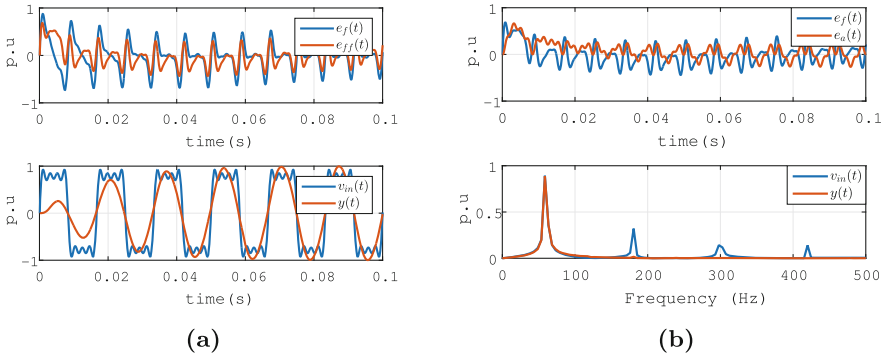 p.u
1
0
−1
e_f(t)
e_ff(t)
0 0.02 0.04 0.06 0.08 0.1
time(s)
p.u
1
0
−1
v_in(t)
y(t)
0 0.02 0.04 0.06 0.08 0.1
time(s)
(a)
p.u
1
0
−1
e_f(t)
e_a(t)
0 0.02 0.04 0.06 0.08 0.1
time(s)
p.u
1
0.5
0
v_in(t)
y(t)
0 100 200 300 400 500
Frequency (Hz)
(b)